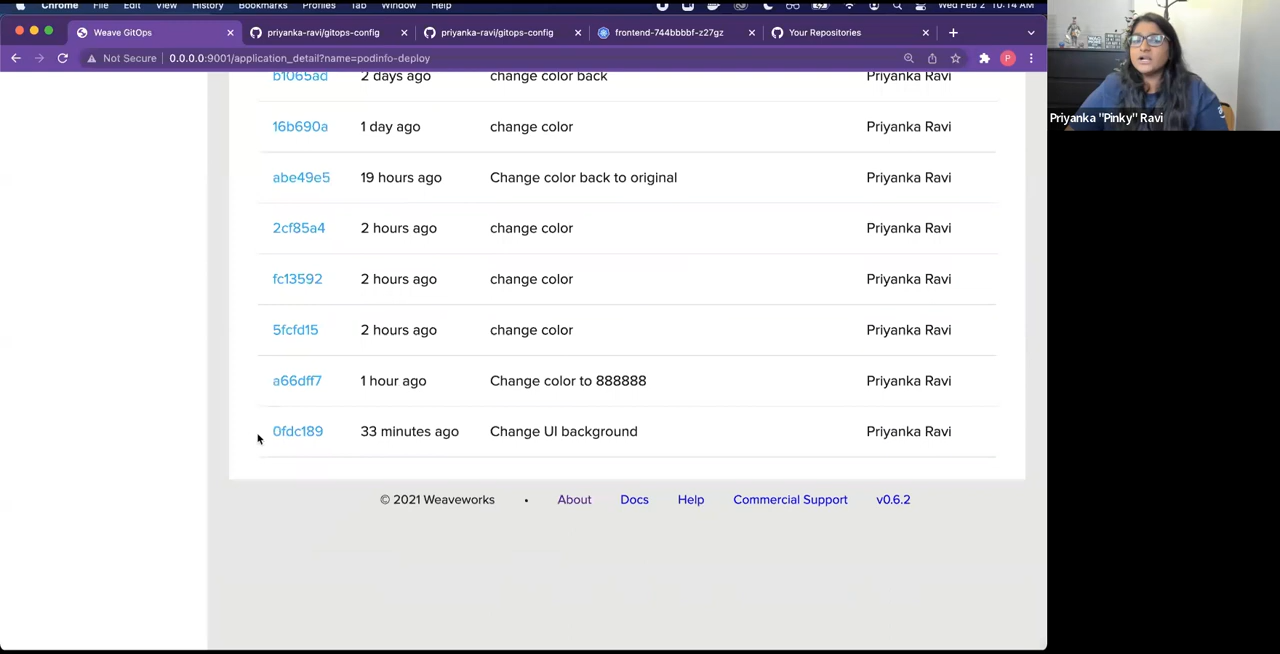 Chrome File Edit View History Bookmarks Profiles Tab Window Help Wed Feb 2 10:14 AM
Weave GitOps priyanka-ravi/gitops-config priyanka-ravi/gitops-config frontend-744bbbbf-z27gz Your Repositories
Not Secure 0.0.0.0:9001/application_detail?name=podinfo-deploy P
b1065ad 2 days ago change color back Priyanka Ravi
16b690a 1 day ago change color Priyanka Ravi
abe49e5 19 hours ago Change color back to original Priyanka Ravi
2cf85a4 2 hours ago change color Priyanka Ravi
fc13592 2 hours ago change color Priyanka Ravi
5fcfd15 2 hours ago change color Priyanka Ravi
a66dff7 1 hour ago Change color to 888888 Priyanka Ravi
0fdc189 33 minutes ago Change UI background Priyanka Ravi
© 2021 Weaveworks • About Docs Help Commercial Support v0.6.2
Priyanka "Pinky" Ravi